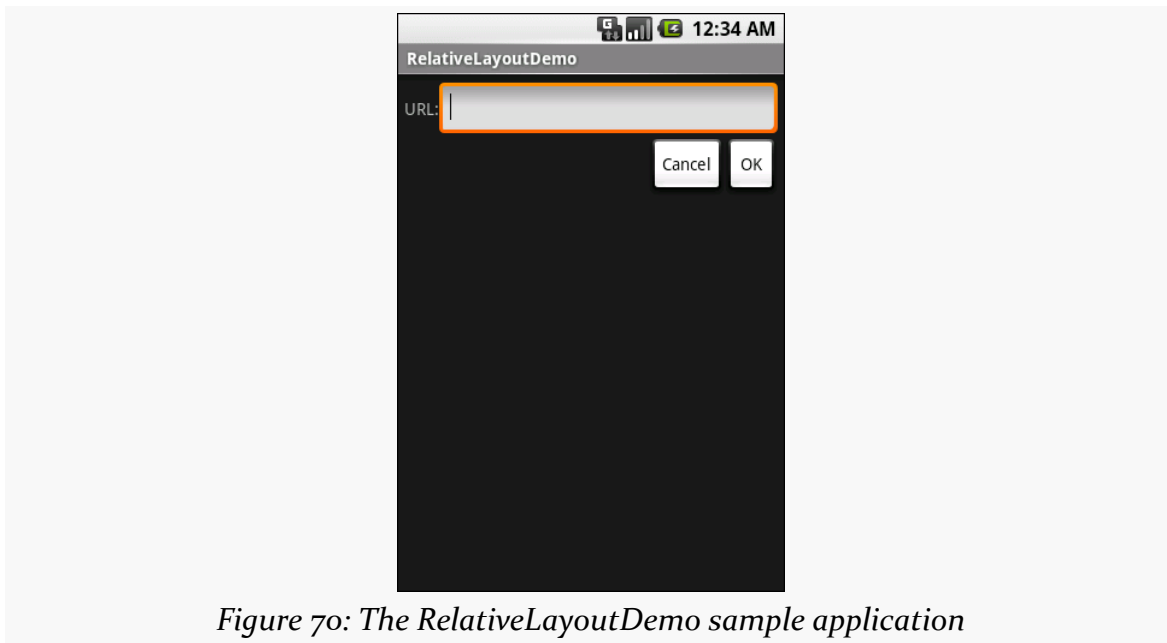 12:34 AM
RelativeLayoutDemo
URL:
Cancel OK
Figure 70: The RelativeLayoutDemo sample application